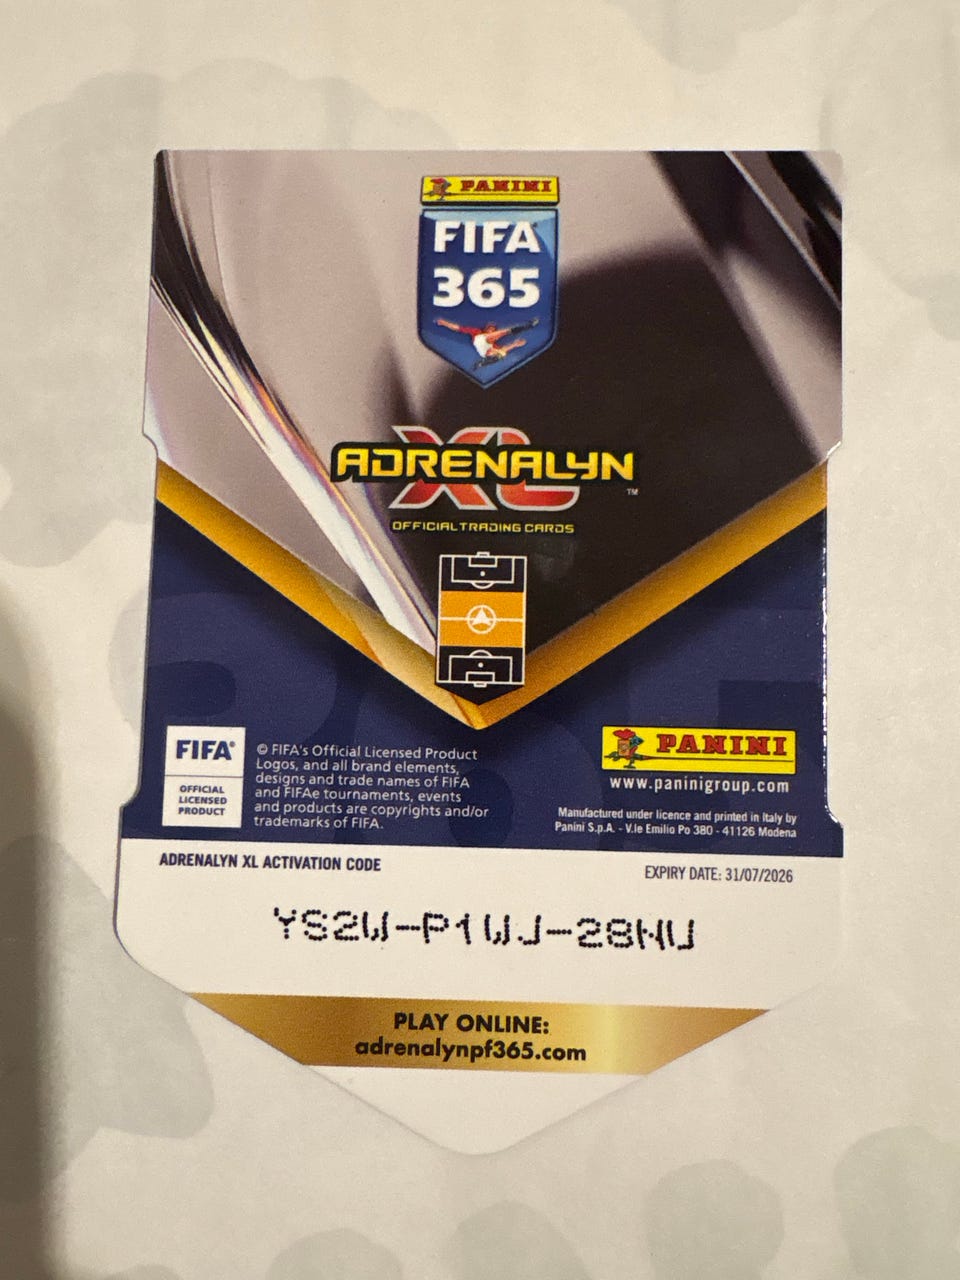 PANINI
FIFA
365
ADRENALYN XL™
OFFICIAL TRADING CARDS
FIFA®
OFFICIAL
LICENSED
PRODUCT
© FIFA's Official Licensed Product
Logos, and all brand elements,
designs and trade names of FIFA
and FIFAe tournaments, events
and products are copyrights and/or
trademarks of FIFA.
PANINI
www.paninigroup.com
Manufactured under licence and printed in Italy by
Panini S.p.A. - V.le Emilio Po 380 - 41126 Modena
ADRENALYN XL ACTIVATION CODE
EXPIRY DATE: 31/07/2026
YS2W-P1WJ-28NU
PLAY ONLINE:
adrenalynpf365.com